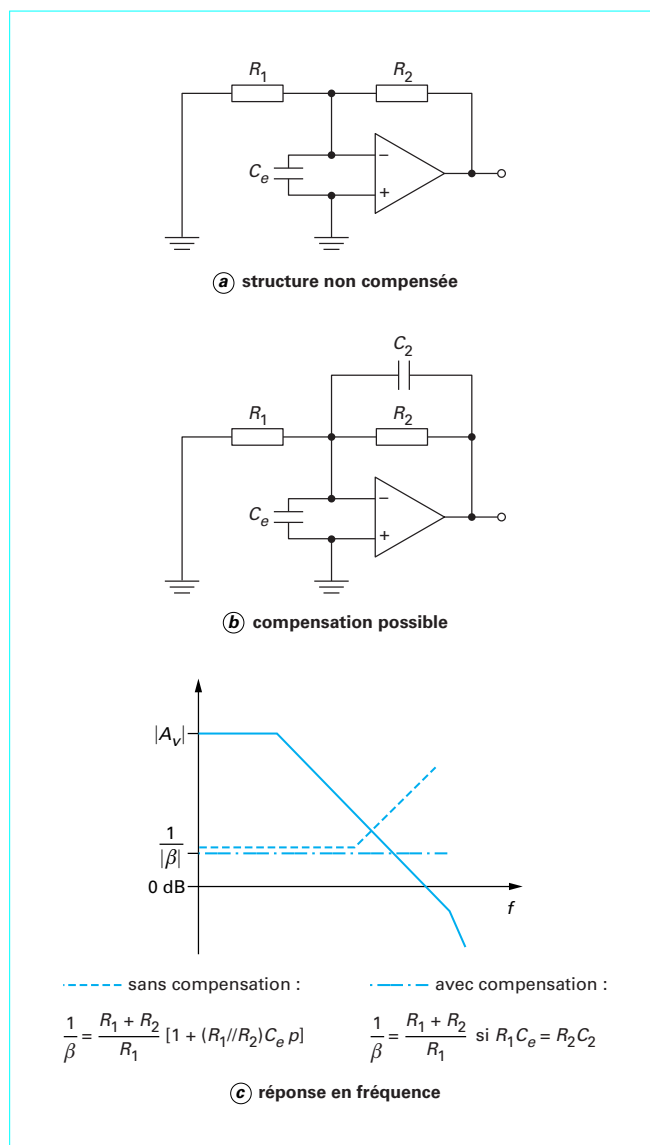 R1 R2
Ce
−
+
ⓐ structure non compensée
C2
R1 R2
Ce
−
+
ⓑ compensation possible
|Av|
1
|β|
0 dB
f
sans compensation : avec compensation :
1/β = (R1 + R2)/R1 [1 + (R1//R2)Ce p] 1/β = (R1 + R2)/R1 si R1Ce = R2C2
ⓒ réponse en fréquence